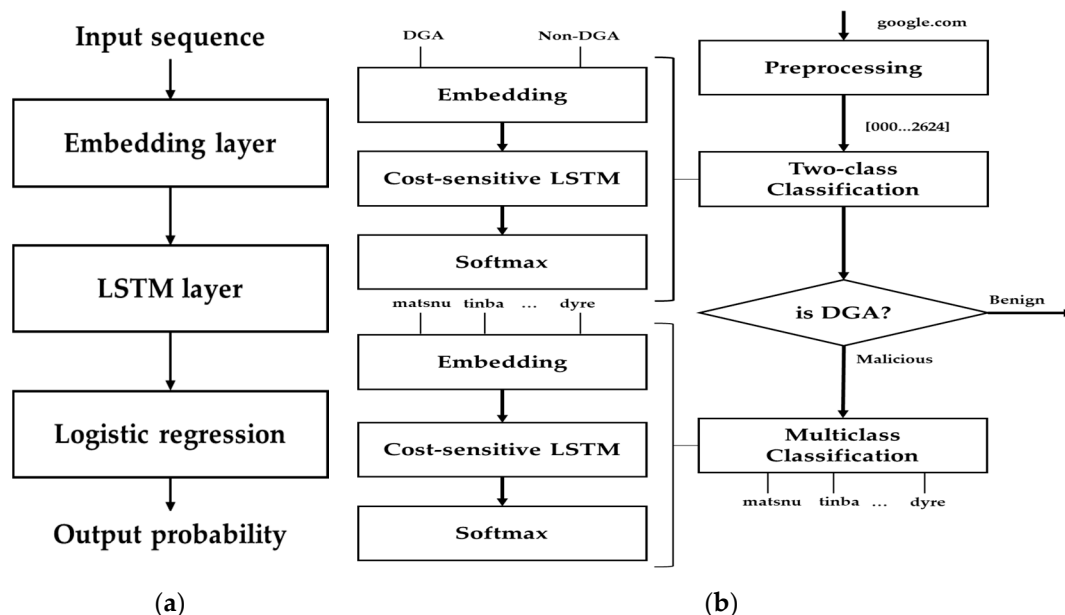 Input sequence
Embedding layer
LSTM layer
Logistic regression
Output probability
(a)
DGA Non-DGA
Embedding
Cost-sensitive LSTM
Softmax
matsnu tinba ... dyre
Embedding
Cost-sensitive LSTM
Softmax
google.com
Preprocessing
[000...2624]
Two-class
Classification
is DGA?
Benign
Malicious
Multiclass
Classification
matsnu tinba ... dyre
(b)